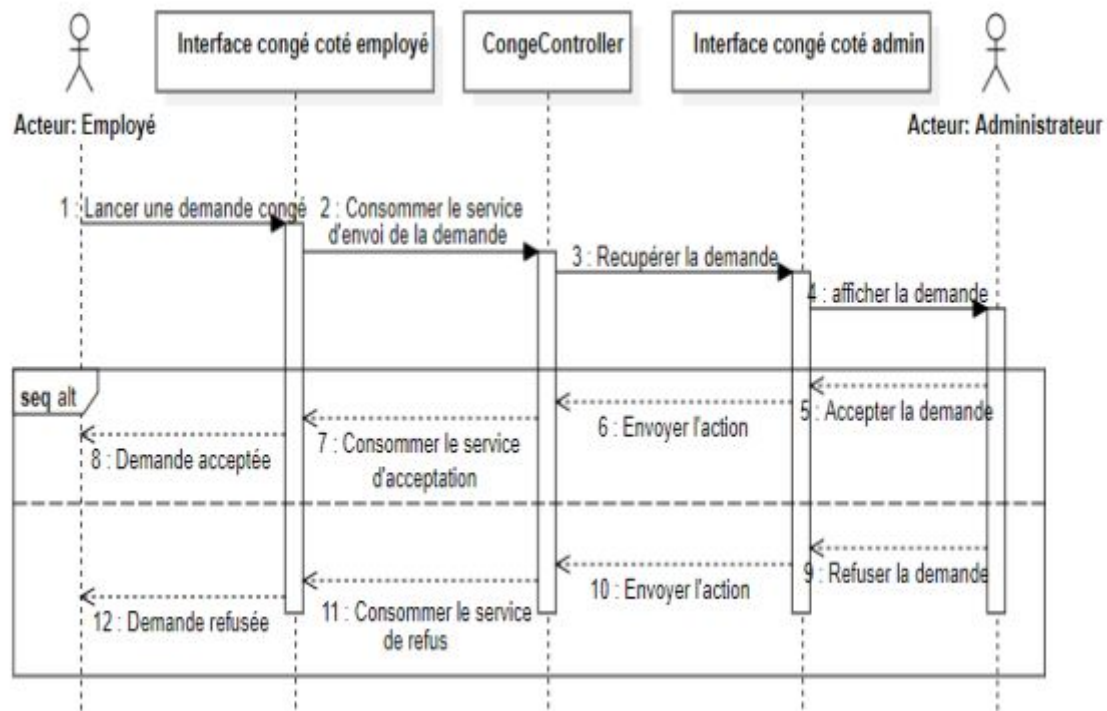 Interface congé coté employé
CongeController
Interface congé coté admin
Acteur: Employé
Acteur: Administrateur
1 : Lancer une demande congé
2 : Consommer le service
d'envoi de la demande
3 : Recupérer la demande
4 : afficher la demande
seq alt
5 : Accepter la demande
6 : Envoyer l'action
7 : Consommer le service
d'acceptation
8 : Demande acceptée
9 : Refuser la demande
10 : Envoyer l'action
11 : Consommer le service
de refus
12 : Demande refusée